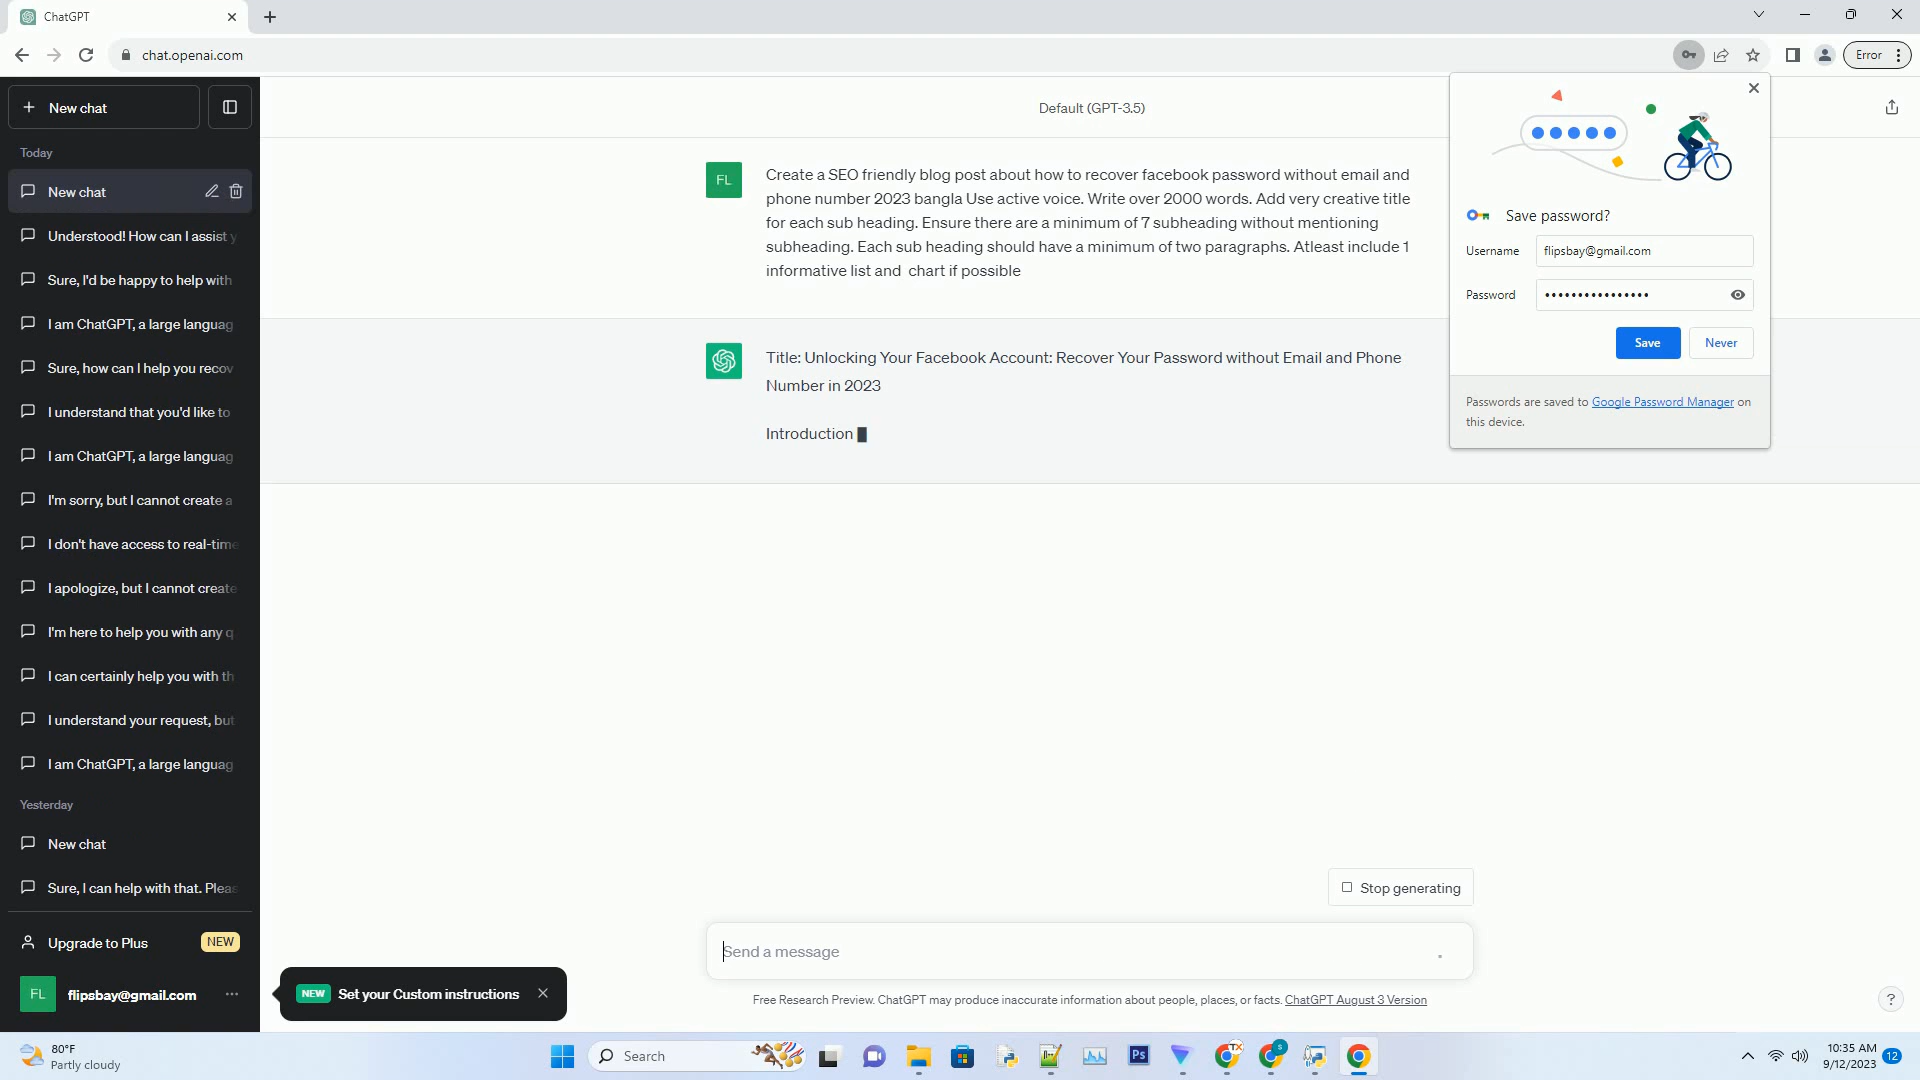 ChatGPT
chat.openai.com
Error
New chat
Today
New chat
Understood! How can I assist y
Sure, I'd be happy to help with
I am ChatGPT, a large languag
Sure, how can I help you recov
I understand that you'd like to
I am ChatGPT, a large languag
I'm sorry, but I cannot create a
I don't have access to real-time
I apologize, but I cannot create
I'm here to help you with any q
I can certainly help you with th
I understand your request, but
I am ChatGPT, a large languag
Yesterday
New chat
Sure, I can help with that. Pleas
Upgrade to Plus
NEW
FL
flipsbay@gmail.com
Default (GPT-3.5)
FL
Create a SEO friendly blog post about how to recover facebook password without email and
phone number 2023 bangla Use active voice. Write over 2000 words. Add very creative title
for each sub heading. Ensure there are a minimum of 7 subheading without mentioning
subheading. Each sub heading should have a minimum of two paragraphs. Atleast include 1
informative list and  chart if possible
Title: Unlocking Your Facebook Account: Recover Your Password without Email and Phone
Number in 2023
Introduction
Save password?
Username
flipsbay@gmail.com
Password
••••••••••••••••
Save
Never
Passwords are saved to Google Password Manager on
this device.
Stop generating
Send a message
NEW Set your Custom instructions
Free Research Preview. ChatGPT may produce inaccurate information about people, places, or facts. ChatGPT August 3 Version
?
80°F
Partly cloudy
Search
Ps
TX
S
10:35 AM
9/12/2023
12